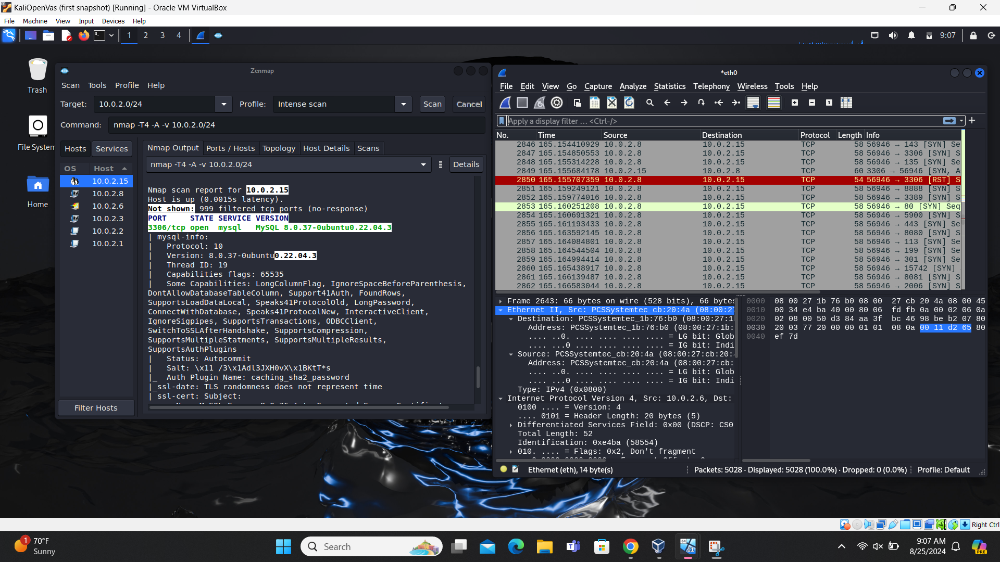 KaliOpenVas (first snapshot) [Running] - Oracle VM VirtualBox
File Machine View Input Devices Help
1 2 3 4
9:07
Trash
File System
Home
Zenmap
Scan Tools Profile Help
Target: 10.0.2.0/24 Profile: Intense scan Scan Cancel
Command: nmap -T4 -A -v 10.0.2.0/24
Hosts Services
OS Host
10.0.2.15
10.0.2.8
10.0.2.6
10.0.2.3
10.0.2.2
10.0.2.1
Filter Hosts
Nmap Output Ports / Hosts Topology Host Details Scans
nmap -T4 -A -v 10.0.2.0/24 Details
Nmap scan report for 10.0.2.15
Host is up (0.0015s latency).
Not shown: 999 filtered tcp ports (no-response)
PORT     STATE SERVICE VERSION
3306/tcp open  mysql   MySQL 8.0.37-0ubuntu0.22.04.3
| mysql-info:
|   Protocol: 10
|   Version: 8.0.37-0ubuntu0.22.04.3
|   Thread ID: 19
|   Capabilities flags: 65535
|   Some Capabilities: LongColumnFlag, IgnoreSpaceBeforeParenthesis,
DontAllowDatabaseTableColumn, Support41Auth, FoundRows,
SupportsLoadDataLocal, Speaks41ProtocolOld, LongPassword,
ConnectWithDatabase, Speaks41ProtocolNew, InteractiveClient,
IgnoreSigpipes, SupportsTransactions, ODBCClient,
SwitchToSSLAfterHandshake, SupportsCompression,
SupportsMultipleStatments, SupportsMultipleResults,
SupportsAuthPlugins
|   Status: Autocommit
|   Salt: \x11 /3\x1Adl3JXH0vX\x1BKtT*s
|_  Auth Plugin Name: caching_sha2_password
|_ssl-date: TLS randomness does not represent time
| ssl-cert: Subject:
*eth0
File Edit View Go Capture Analyze Statistics Telephony Wireless Tools Help
Apply a display filter ... <Ctrl-/>
No. Time Source Destination Protocol Length Info
2846 165.154410929 10.0.2.8 10.0.2.15 TCP 58 56946 → 143 [SYN] Se
2847 165.154850553 10.0.2.8 10.0.2.15 TCP 58 56946 → 3306 [SYN] S
2848 165.155314228 10.0.2.8 10.0.2.15 TCP 58 56946 → 135 [SYN] Se
2849 165.155684178 10.0.2.15 10.0.2.8 TCP 60 3306 → 56946 [SYN, A
2850 165.155707359 10.0.2.8 10.0.2.15 TCP 54 56946 → 3306 [RST] S
2851 165.159249121 10.0.2.8 10.0.2.15 TCP 58 56946 → 8888 [SYN] S
2852 165.159774016 10.0.2.8 10.0.2.15 TCP 58 56946 → 3389 [SYN] S
2853 165.160251208 10.0.2.8 10.0.2.15 TCP 58 56946 → 80 [SYN] Seq
2854 165.160691321 10.0.2.8 10.0.2.15 TCP 58 56946 → 5900 [SYN] S
2855 165.161193433 10.0.2.8 10.0.2.15 TCP 58 56946 → 443 [SYN] Se
2856 165.163592145 10.0.2.8 10.0.2.15 TCP 58 56946 → 8080 [SYN] S
2857 165.164084801 10.0.2.8 10.0.2.15 TCP 58 56946 → 113 [SYN] Se
2858 165.164544504 10.0.2.8 10.0.2.15 TCP 58 56946 → 199 [SYN] Se
2859 165.164994414 10.0.2.8 10.0.2.15 TCP 58 56946 → 301 [SYN] Se
2860 165.165438917 10.0.2.8 10.0.2.15 TCP 58 56946 → 15742 [SYN]
2861 165.166139487 10.0.2.8 10.0.2.15 TCP 58 56946 → 8081 [SYN] S
2862 165.166583044 10.0.2.8 10.0.2.15 TCP 58 56946 → 2006 [SYN] S
Frame 2643: 66 bytes on wire (528 bits), 66 bytes
Ethernet II, Src: PCSSystemtec_cb:20:4a (08:00:27:
Destination: PCSSystemtec_1b:76:b0 (08:00:27:1
Address: PCSSystemtec_1b:76:b0 (08:00:27:1b:
.... ..0. .... .... .... .... = LG bit: Glob
.... ...0 .... .... .... .... = IG bit: Indi
Source: PCSSystemtec_cb:20:4a (08:00:27:cb:20:
Address: PCSSystemtec_cb:20:4a (08:00:27:cb:
.... ..0. .... .... .... .... = LG bit: Glob
.... ...0 .... .... .... .... = IG bit: Indi
Type: IPv4 (0x0800)
Internet Protocol Version 4, Src: 10.0.2.6, Dst:
0100 .... = Version: 4
.... 0101 = Header Length: 20 bytes (5)
Differentiated Services Field: 0x00 (DSCP: CS0
Total Length: 52
Identification: 0xe4ba (58554)
010. .... = Flags: 0x2, Don't fragment
0000 08 00 27 1b 76 b0 08 00 27 cb 20 4a 08 00 45
0010 00 34 e4 ba 40 00 80 06 fd fb 0a 00 02 06 0a
0020 02 08 00 50 d3 84 aa 3f bc 46 98 be b2 07 80
0030 20 03 77 20 00 00 01 01 08 0a 00 11 d2 65 80
0040 ef 7d
Ethernet (eth), 14 byte(s) Packets: 5028 · Displayed: 5028 (100.0%) · Dropped: 0 (0.0%) Profile: Default
Right Ctrl
1
70°F
Sunny
Search
64
11
9:07 AM
8/25/2024
PRE